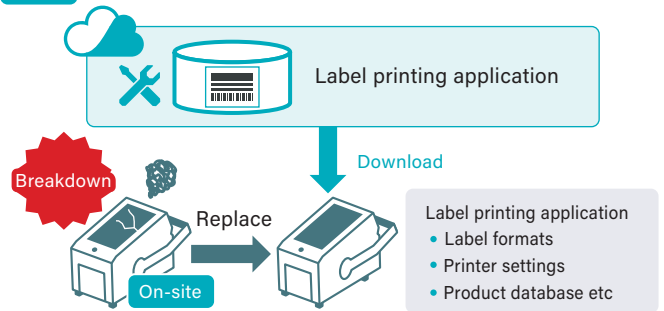 Label printing application
Download
Breakdown
Replace
On-site
Label printing application
• Label formats
• Printer settings
• Product database etc